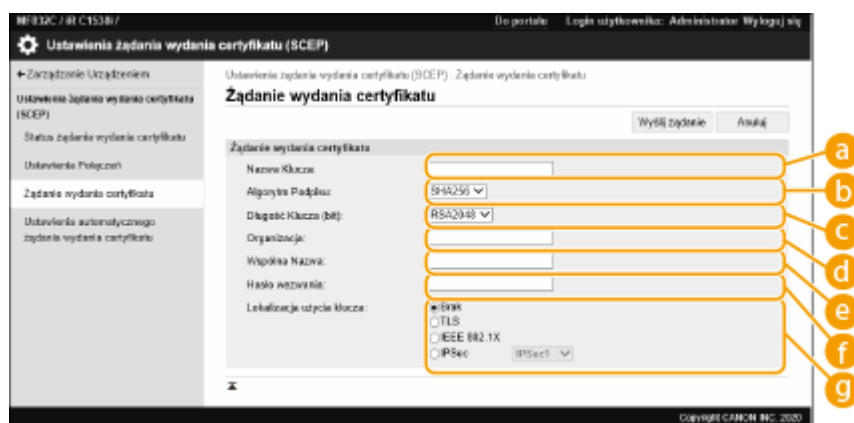 MF832C / iR C1538i /
Do portalu Login użytkownika: Administrator Wyloguj się
Ustawienia żądania wydania certyfikatu (SCEP)
Zarządzanie Urządzeniem
Ustawienia żądania wydania certyfikatu (SCEP) : Żądanie wydania certyfikatu
Ustawienia żądania wydania certyfikatu
(SCEP)
Żądanie wydania certyfikatu
Status żądania wydania certyfikatu
Wyślij żądanie Anuluj
Ustawienia Połączeń
Żądanie wydania certyfikatu
Ustawienia automatycznego
żądania wydania certyfikatu
Żądanie wydania certyfikatu
Nazwa Klucza:
a
Algorytm Podpisu: SHA256
b
Długość Klucza (bit): RSA2048
c
Organizacja:
d
Wspólna Nazwa:
e
Hasło wezwania:
f
Lokalizacja użycia klucza: Brak
TLS
IEEE 802.1X
IPSec IPSec1
g
Copyright CANON INC. 2020